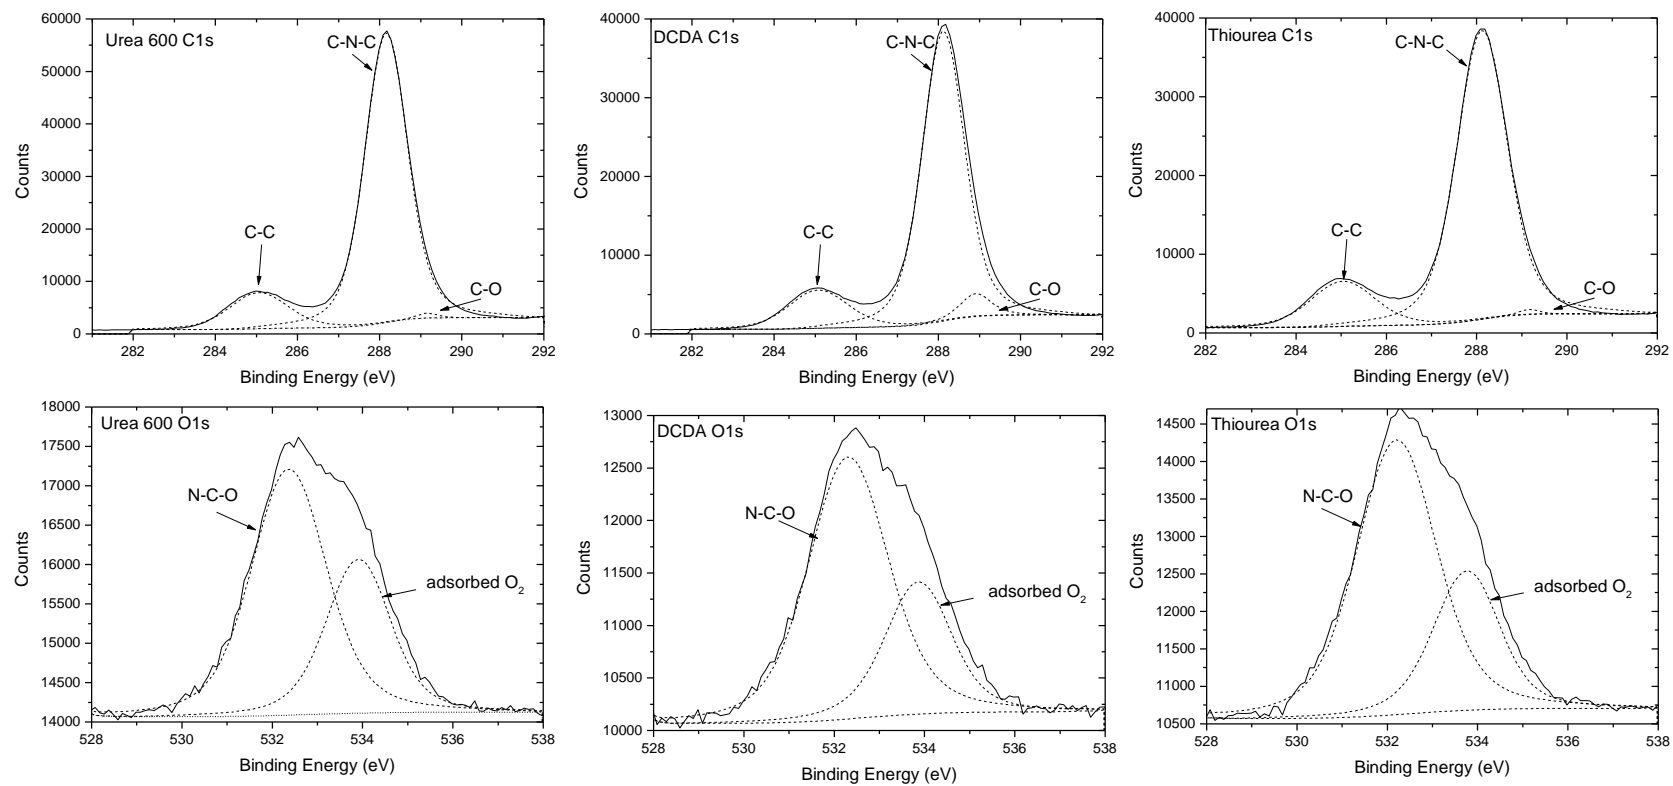 Urea 600 C1s
C-N-C
C-C
C-O
60000
50000
40000
30000
20000
10000
0
Counts
282 284 286 288 290 292
Binding Energy (eV)
DCDA C1s
C-N-C
C-C
C-O
40000
30000
20000
10000
0
Counts
282 284 286 288 290 292
Binding Energy (eV)
Thiourea C1s
C-N-C
C-C
C-O
40000
30000
20000
10000
0
Counts
282 284 286 288 290 292
Binding Energy (eV)
Urea 600 O1s
N-C-O
adsorbed O2
18000
17500
17000
16500
16000
15500
15000
14500
14000
Counts
528 530 532 534 536 538
Binding Energy (eV)
DCDA O1s
N-C-O
adsorbed O2
13000
12500
12000
11500
11000
10500
10000
Counts
528 530 532 534 536 538
Binding Energy (eV)
Thiourea O1s
N-C-O
adsorbed O2
14500
14000
13500
13000
12500
12000
11500
11000
10500
Counts
528 530 532 534 536 538
Binding Energy (eV)